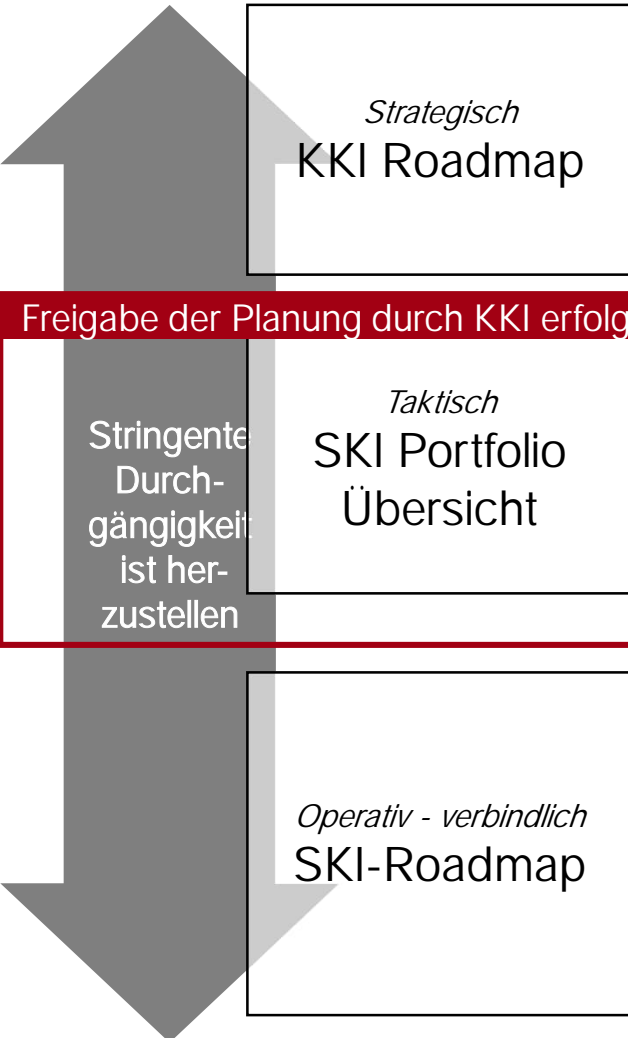 Strategisch
KKI Roadmap
Freigabe der Planung durch KKI erfolg
Stringente
Durch-
gängigkeit
ist her-
zustellen
Taktisch
SKI Portfolio
Übersicht
Operativ - verbindlich
SKI-Roadmap